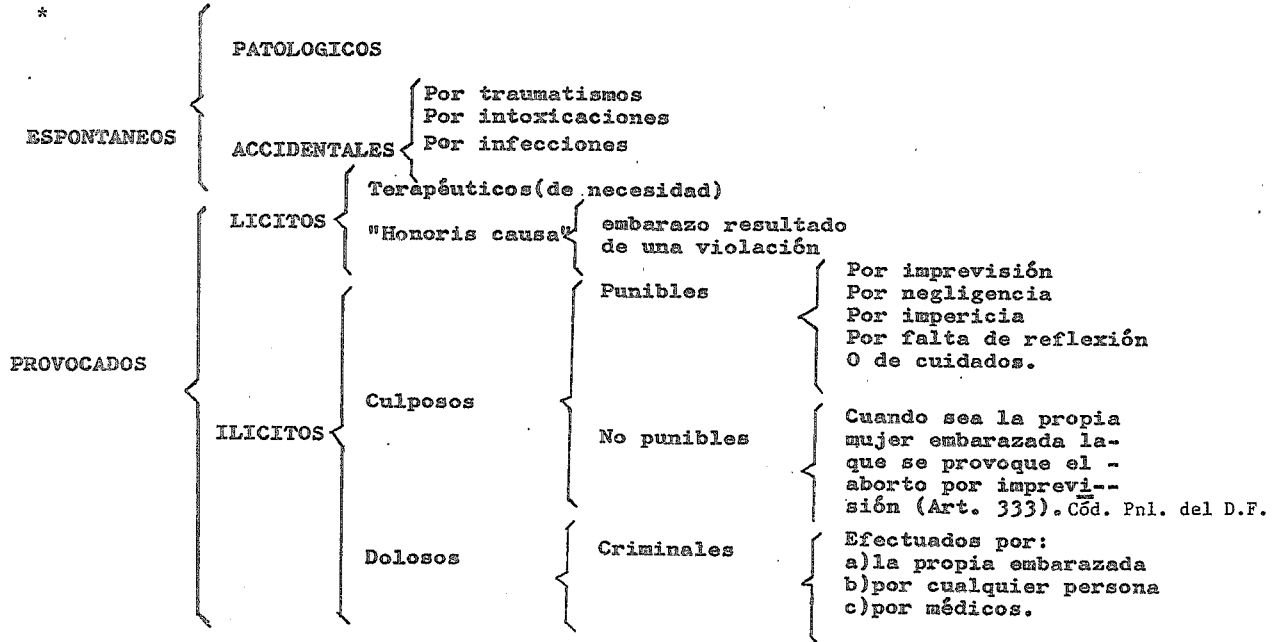 *
PATOLOGICOS
ESPONTANEOS
ACCIDENTALES
Por traumatismos
Por intoxicaciones
Por infecciones
PROVOCADOS
LICITOS
Terapéuticos(de necesidad)
"Honoris causa"
embarazo resultado
de una violación
ILICITOS
Culposos
Punibles
Por imprevisión
Por negligencia
Por impericia
Por falta de reflexión
O de cuidados.
No punibles
Cuando sea la propia
mujer embarazada la-
que se provoque el -
aborto por imprevi--
sión (Art. 333). Cód. Pnl. del D.F.
Dolosos
Criminales
Efectuados por:
a)la propia embarazada
b)por cualquier persona
c)por médicos.